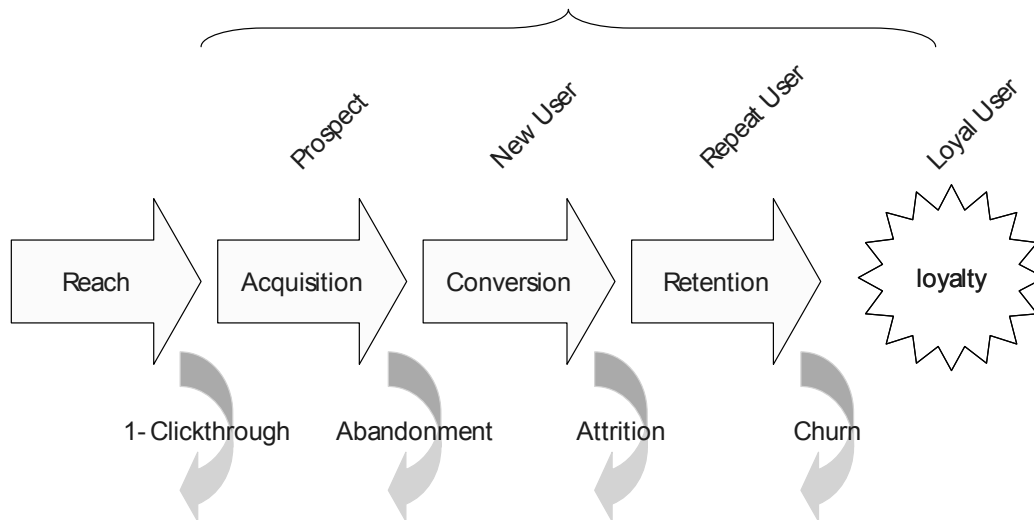 Prospect
New User
Repeat User
Loyal User
Reach
Acquisition
Conversion
Retention
loyalty
1- Clickthrough
Abandonment
Attrition
Churn